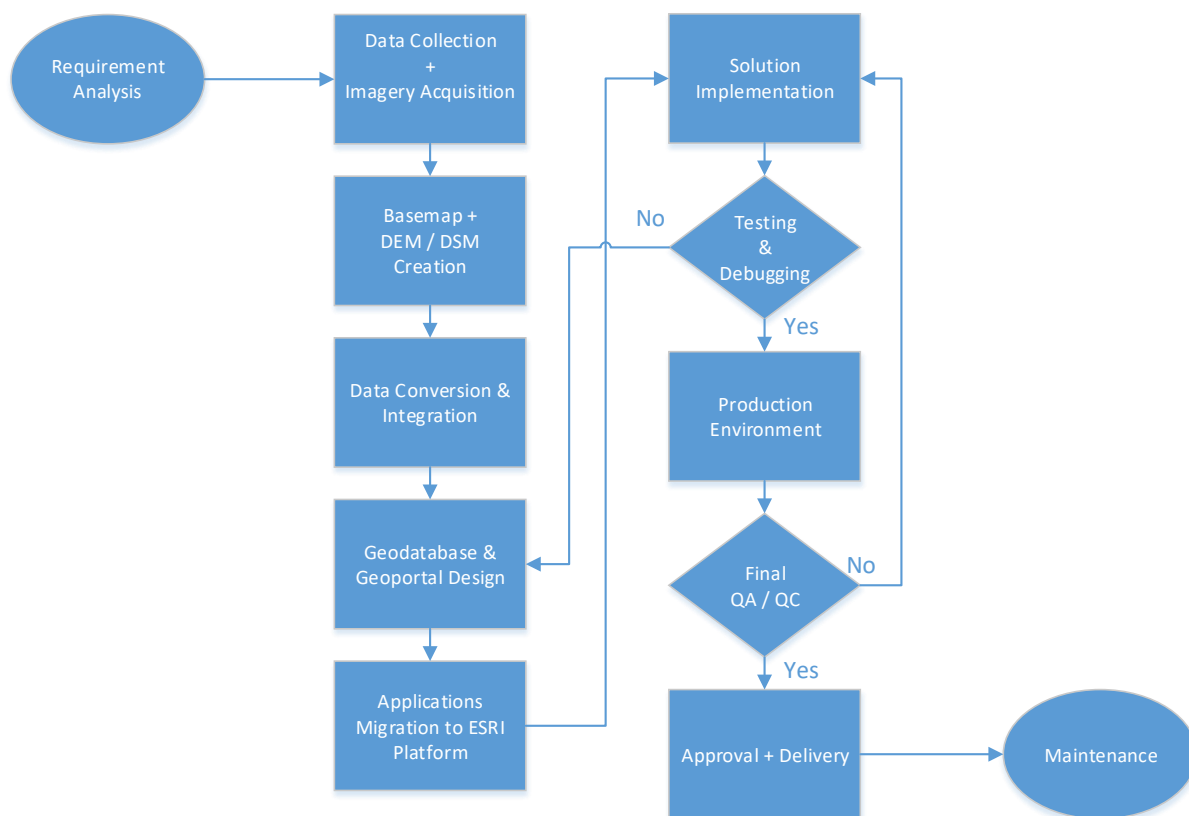 Requirement
Analysis
Data Collection
+
Imagery Acquisition
Basemap +
DEM / DSM
Creation
Data Conversion &
Integration
Geodatabase &
Geoportal Design
Applications
Migration to ESRI
Platform
Solution
Implementation
No
Testing
&
Debugging
Yes
Production
Environment
Final
QA / QC
No
Yes
Approval + Delivery
Maintenance